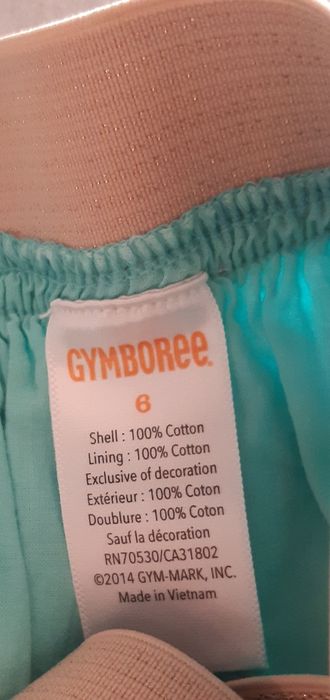 GYMBOREE
6
Shell : 100% Cotton
Lining : 100% Cotton
Exclusive of decoration
Extérieur : 100% Coton
Doublure : 100% Coton
Sauf la décoration
RN70530/CA31802
©2014 GYM-MARK, INC.
Made in Vietnam